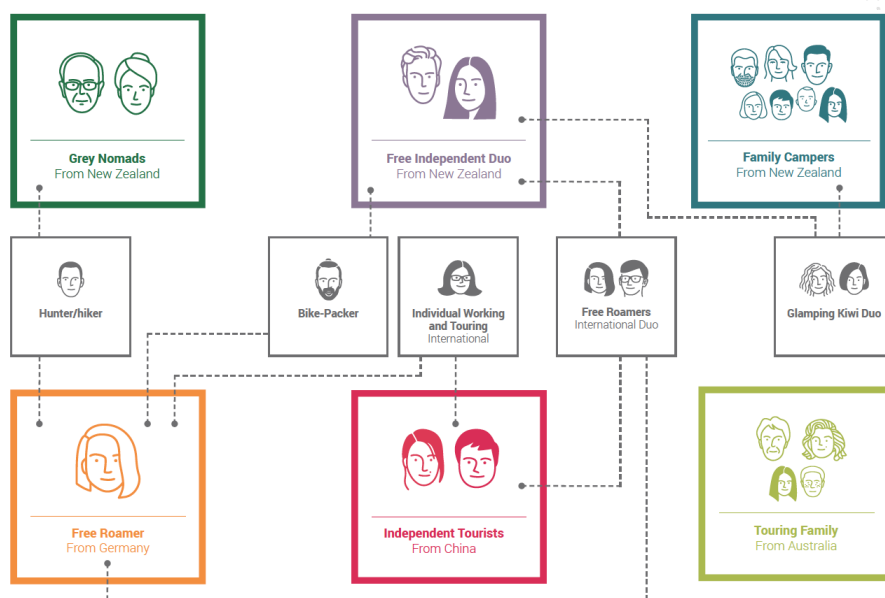 Grey Nomads
From New Zealand
Free Independent Duo
From New Zealand
Family Campers
From New Zealand
Hunter/hiker
Bike-Packer
Individual Working
and Touring
International
Free Roamers
International Duo
Glamping Kiwi Duo
Free Roamer
From Germany
Independent Tourists
From China
Touring Family
From Australia